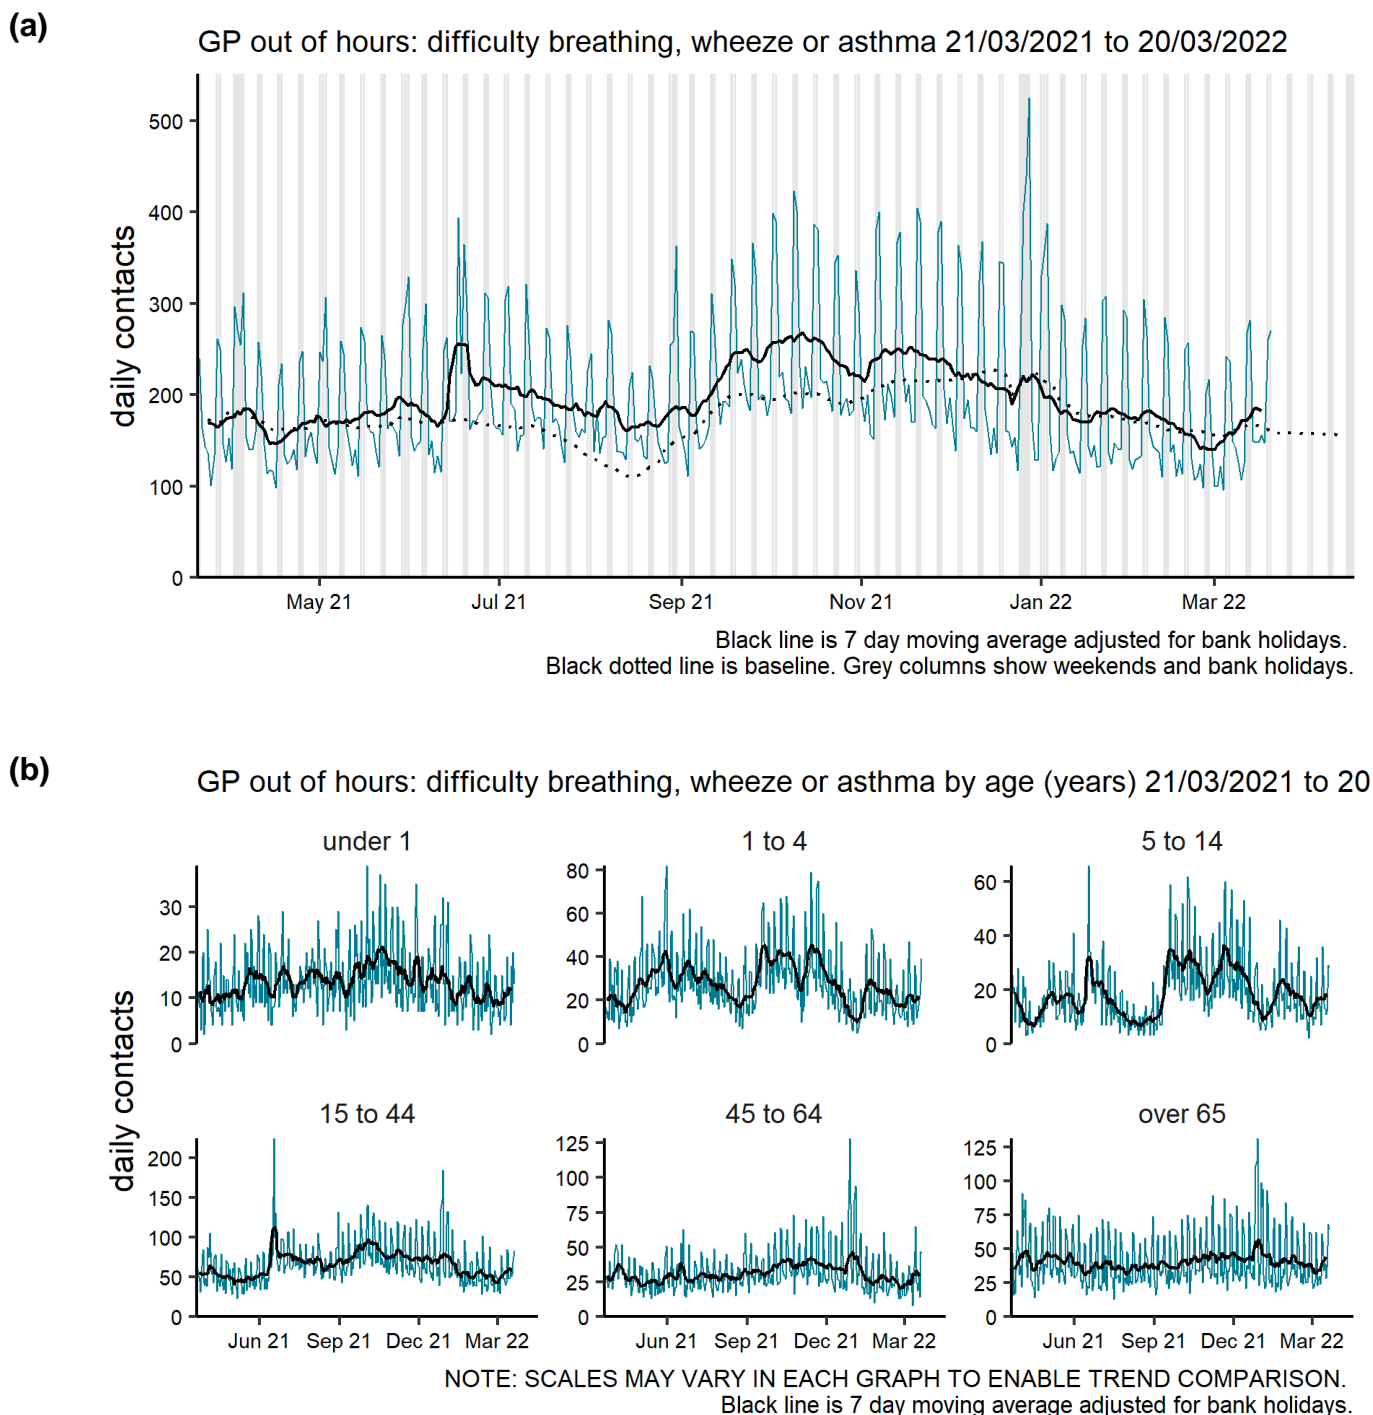 (a)
GP out of hours: difficulty breathing, wheeze or asthma 21/03/2021 to 20/03/2022
daily contacts
500
400
300
200
100
0
May 21 Jul 21 Sep 21 Nov 21 Jan 22 Mar 22
Black line is 7 day moving average adjusted for bank holidays.
Black dotted line is baseline. Grey columns show weekends and bank holidays.
(b)
GP out of hours: difficulty breathing, wheeze or asthma by age (years) 21/03/2021 to 20
daily contacts
under 1
30
20
10
0
1 to 4
80
60
40
20
0
5 to 14
60
40
20
0
15 to 44
200
150
100
50
0
Jun 21 Sep 21 Dec 21 Mar 22
45 to 64
125
100
75
50
25
0
Jun 21 Sep 21 Dec 21 Mar 22
over 65
125
100
75
50
25
0
Jun 21 Sep 21 Dec 21 Mar 22
NOTE: SCALES MAY VARY IN EACH GRAPH TO ENABLE TREND COMPARISON.
Black line is 7 day moving average adjusted for bank holidays.